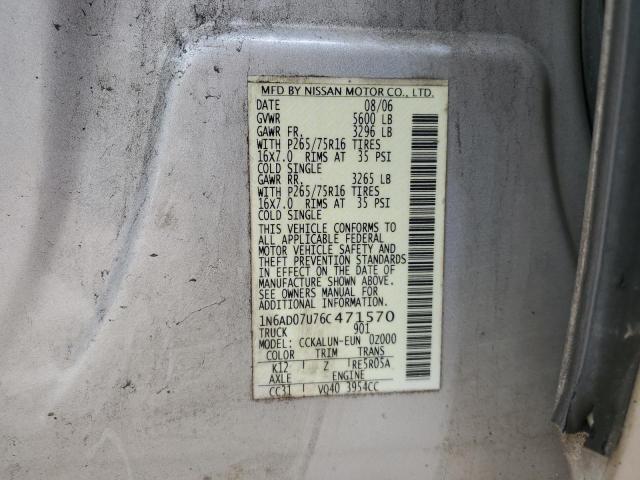 MFD BY NISSAN MOTOR CO., LTD.
DATE 08/06
GVWR 5600 LB
GAWR FR. 3296 LB
WITH P265/75R16 TIRES
16X7.0 RIMS AT 35 PSI
COLD SINGLE
GAWR RR. 3265 LB
WITH P265/75R16 TIRES
16X7.0 RIMS AT 35 PSI
COLD SINGLE
THIS VEHICLE CONFORMS TO
ALL APPLICABLE FEDERAL
MOTOR VEHICLE SAFETY AND
THEFT PREVENTION STANDARDS
IN EFFECT ON THE DATE OF
MANUFACTURE SHOWN ABOVE.
SEE OWNERS MANUAL FOR
ADDITIONAL INFORMATION.
1N6AD07U76C471570
TRUCK 901
MODEL: CCKALUN-EUN 02000
COLOR TRIM TRANS
K12 Z RE5R05A
AXLE ENGINE
CC31 VQ40 3954CC